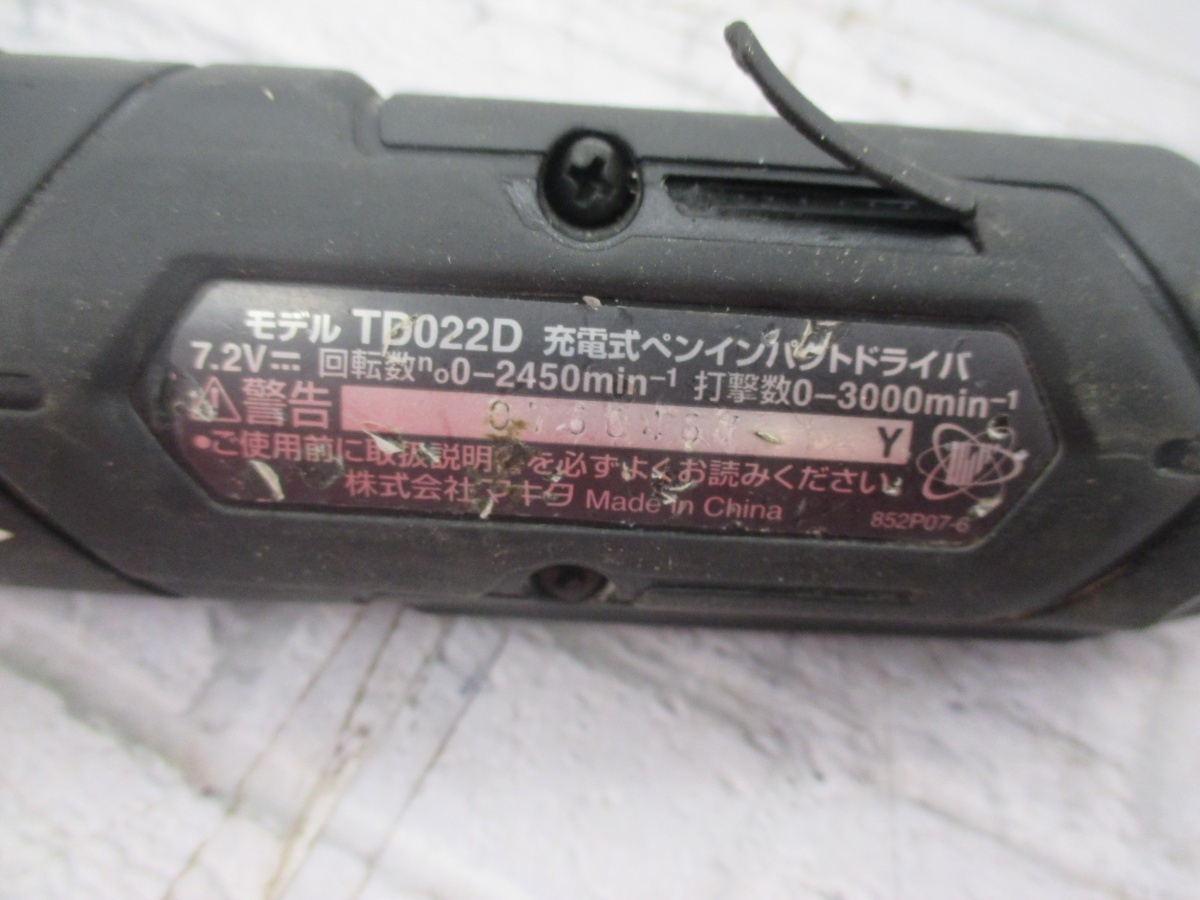 モデル TD022D 充電式ペンインパクトドライバ
7.2V⎓ 回転数n₀0-2450min⁻¹ 打撃数0-3000min⁻¹
⚠警告
Y
●ご使用前に取扱説明書を必ずよくお読みください。
株式会社マキタ Made in China
852P07-6